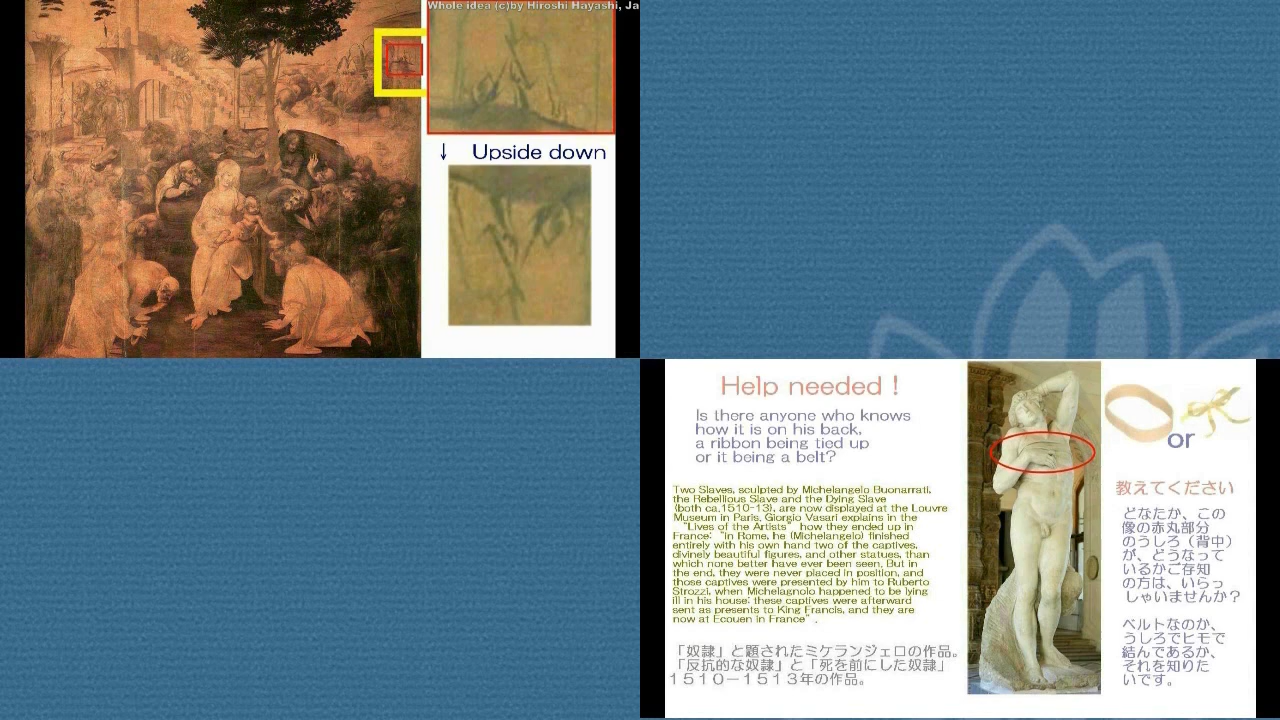 Whole idea (c)by Hiroshi Hayashi, Ja
↓ Upside down
Help needed !
Is there anyone who knows
how it is on his back,
a ribbon being tied up
or it being a belt?
Two Slaves, sculpted by Michelangelo Buonarrati,
the Rebellious Slave and the Dying Slave
(both ca.1510-13), are now displayed at the Louvre
Museum in Paris. Giorgio Vasari explains in the
"Lives of the Artists" how they ended up in
France: "in Rome, he (Michelangelo) finished
entirely with his own hand two of the captives,
divinely beautiful figures, and other statues, than
which none better have ever been seen. But in
the end, they were never placed in position, and
those captives were presented by him to Ruberto
Strozzi, when Michelagnolo happened to be lying
ill in his house: these captives were afterward
sent as presents to King Francis, and they are
now at Ecouen in France" .
「奴隷」と題されたミケランジェロの作品。
「反抗的な奴隷」と「死を前にした奴隷」
１５１０－１５１３年の作品。
or
教えてください
どなたか、この
像の赤丸部分
のうしろ（背中）
が、どうなって
いるかご存知
の方は、いらっ
しゃいませんか？
ベルトなのか、
うしろでヒモで
結んであるか、
それを知りた
いです。